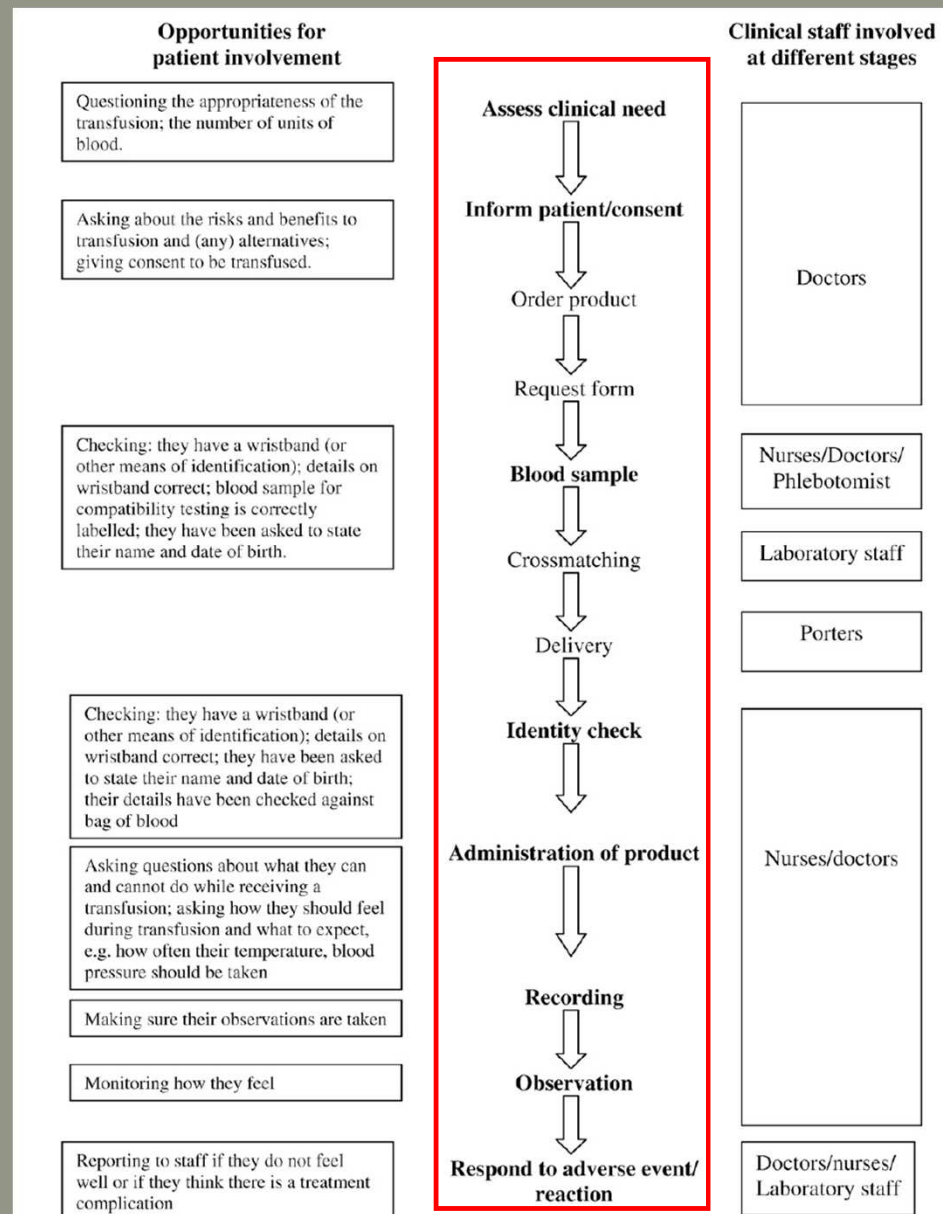 Opportunities for
patient involvement
Questioning the appropriateness of the
transfusion; the number of units of
blood.
Asking about the risks and benefits to
transfusion and (any) alternatives;
giving consent to be transfused.
Checking: they have a wristband (or
other means of identification); details on
wristband correct; blood sample for
compatibility testing is correctly
labelled; they have been asked to state
their name and date of birth.
Checking: they have a wristband (or
other means of identification); details on
wristband correct; they have been asked
to state their name and date of birth;
their details have been checked against
bag of blood
Asking questions about what they can
and cannot do while receiving a
transfusion; asking how they should feel
during transfusion and what to expect,
e.g. how often their temperature, blood
pressure should be taken
Making sure their observations are taken
Monitoring how they feel
Reporting to staff if they do not feel
well or if they think there is a treatment
complication
Assess clinical need
Inform patient/consent
Order product
Request form
Blood sample
Crossmatching
Delivery
Identity check
Administration of product
Recording
Observation
Respond to adverse event/
reaction
Clinical staff involved
at different stages
Doctors
Nurses/Doctors/
Phlebotomist
Laboratory staff
Porters
Nurses/doctors
Doctors/nurses/
Laboratory staff